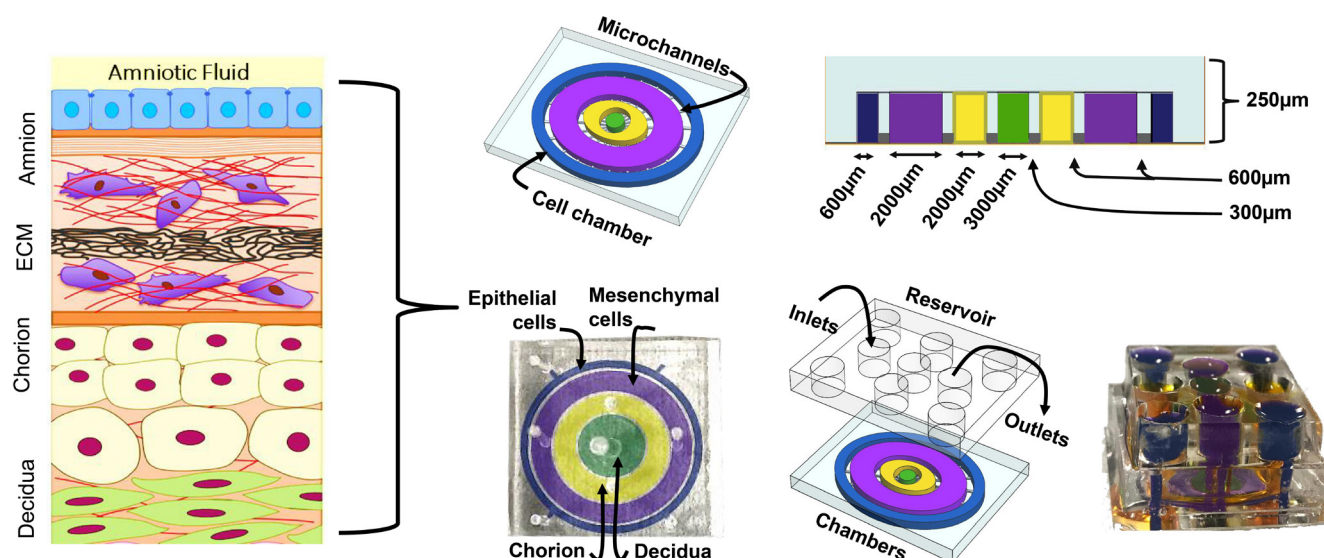 Amniotic Fluid
Amnion
ECM
Chorion
Decidua
Microchannels
Cell chamber
250µm
600µm
2000µm
2000µm
3000µm
600µm
300µm
Epithelial
cells
Mesenchymal
cells
Chorion
Decidua
Reservoir
Inlets
Outlets
Chambers